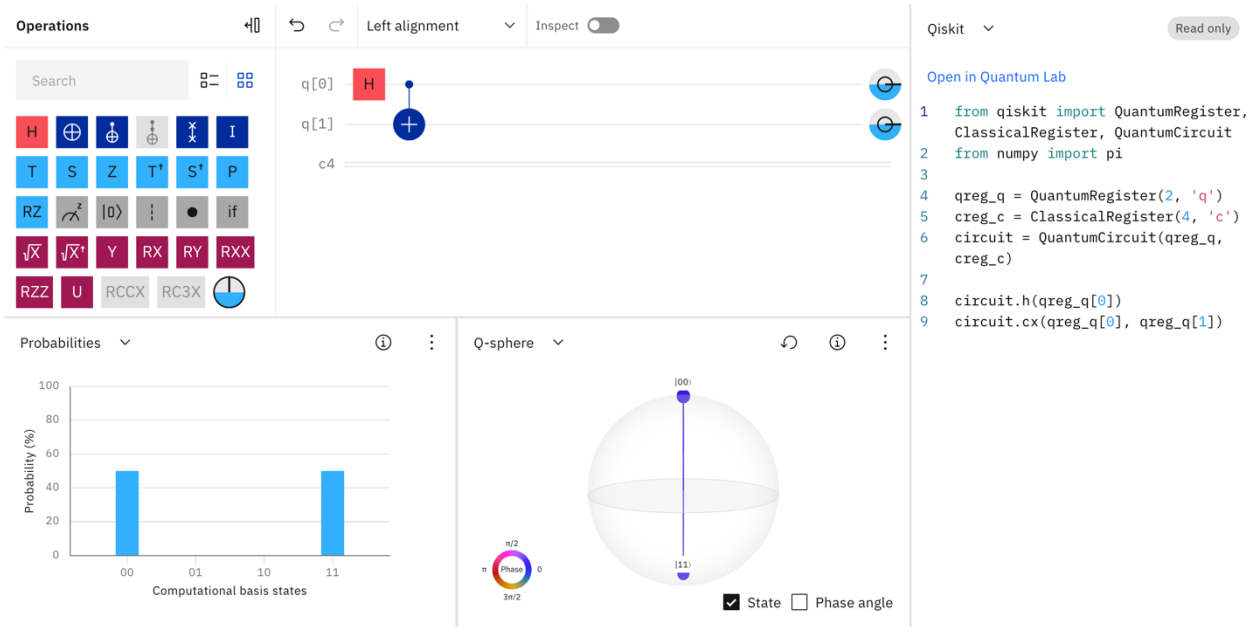 Operations
Left alignment
Inspect
Search
H
I
T S Z T† S† P
RZ z |0⟩ if
√X √X† Y RX RY RXX
RZZ U RCCX RC3X
q[0] H
q[1]
c4
Qiskit
Read only
Open in Quantum Lab
1 from qiskit import QuantumRegister,
ClassicalRegister, QuantumCircuit
2 from numpy import pi
3
4 qreg_q = QuantumRegister(2, 'q')
5 creg_c = ClassicalRegister(4, 'c')
6 circuit = QuantumCircuit(qreg_q,
creg_c)
7
8 circuit.h(qreg_q[0])
9 circuit.cx(qreg_q[0], qreg_q[1])
Probabilities
Probability (%)
100
80
60
40
20
0
00 01 10 11
Computational basis states
Q-sphere
|00⟩
|11⟩
π/2
π Phase 0
3π/2
State Phase angle